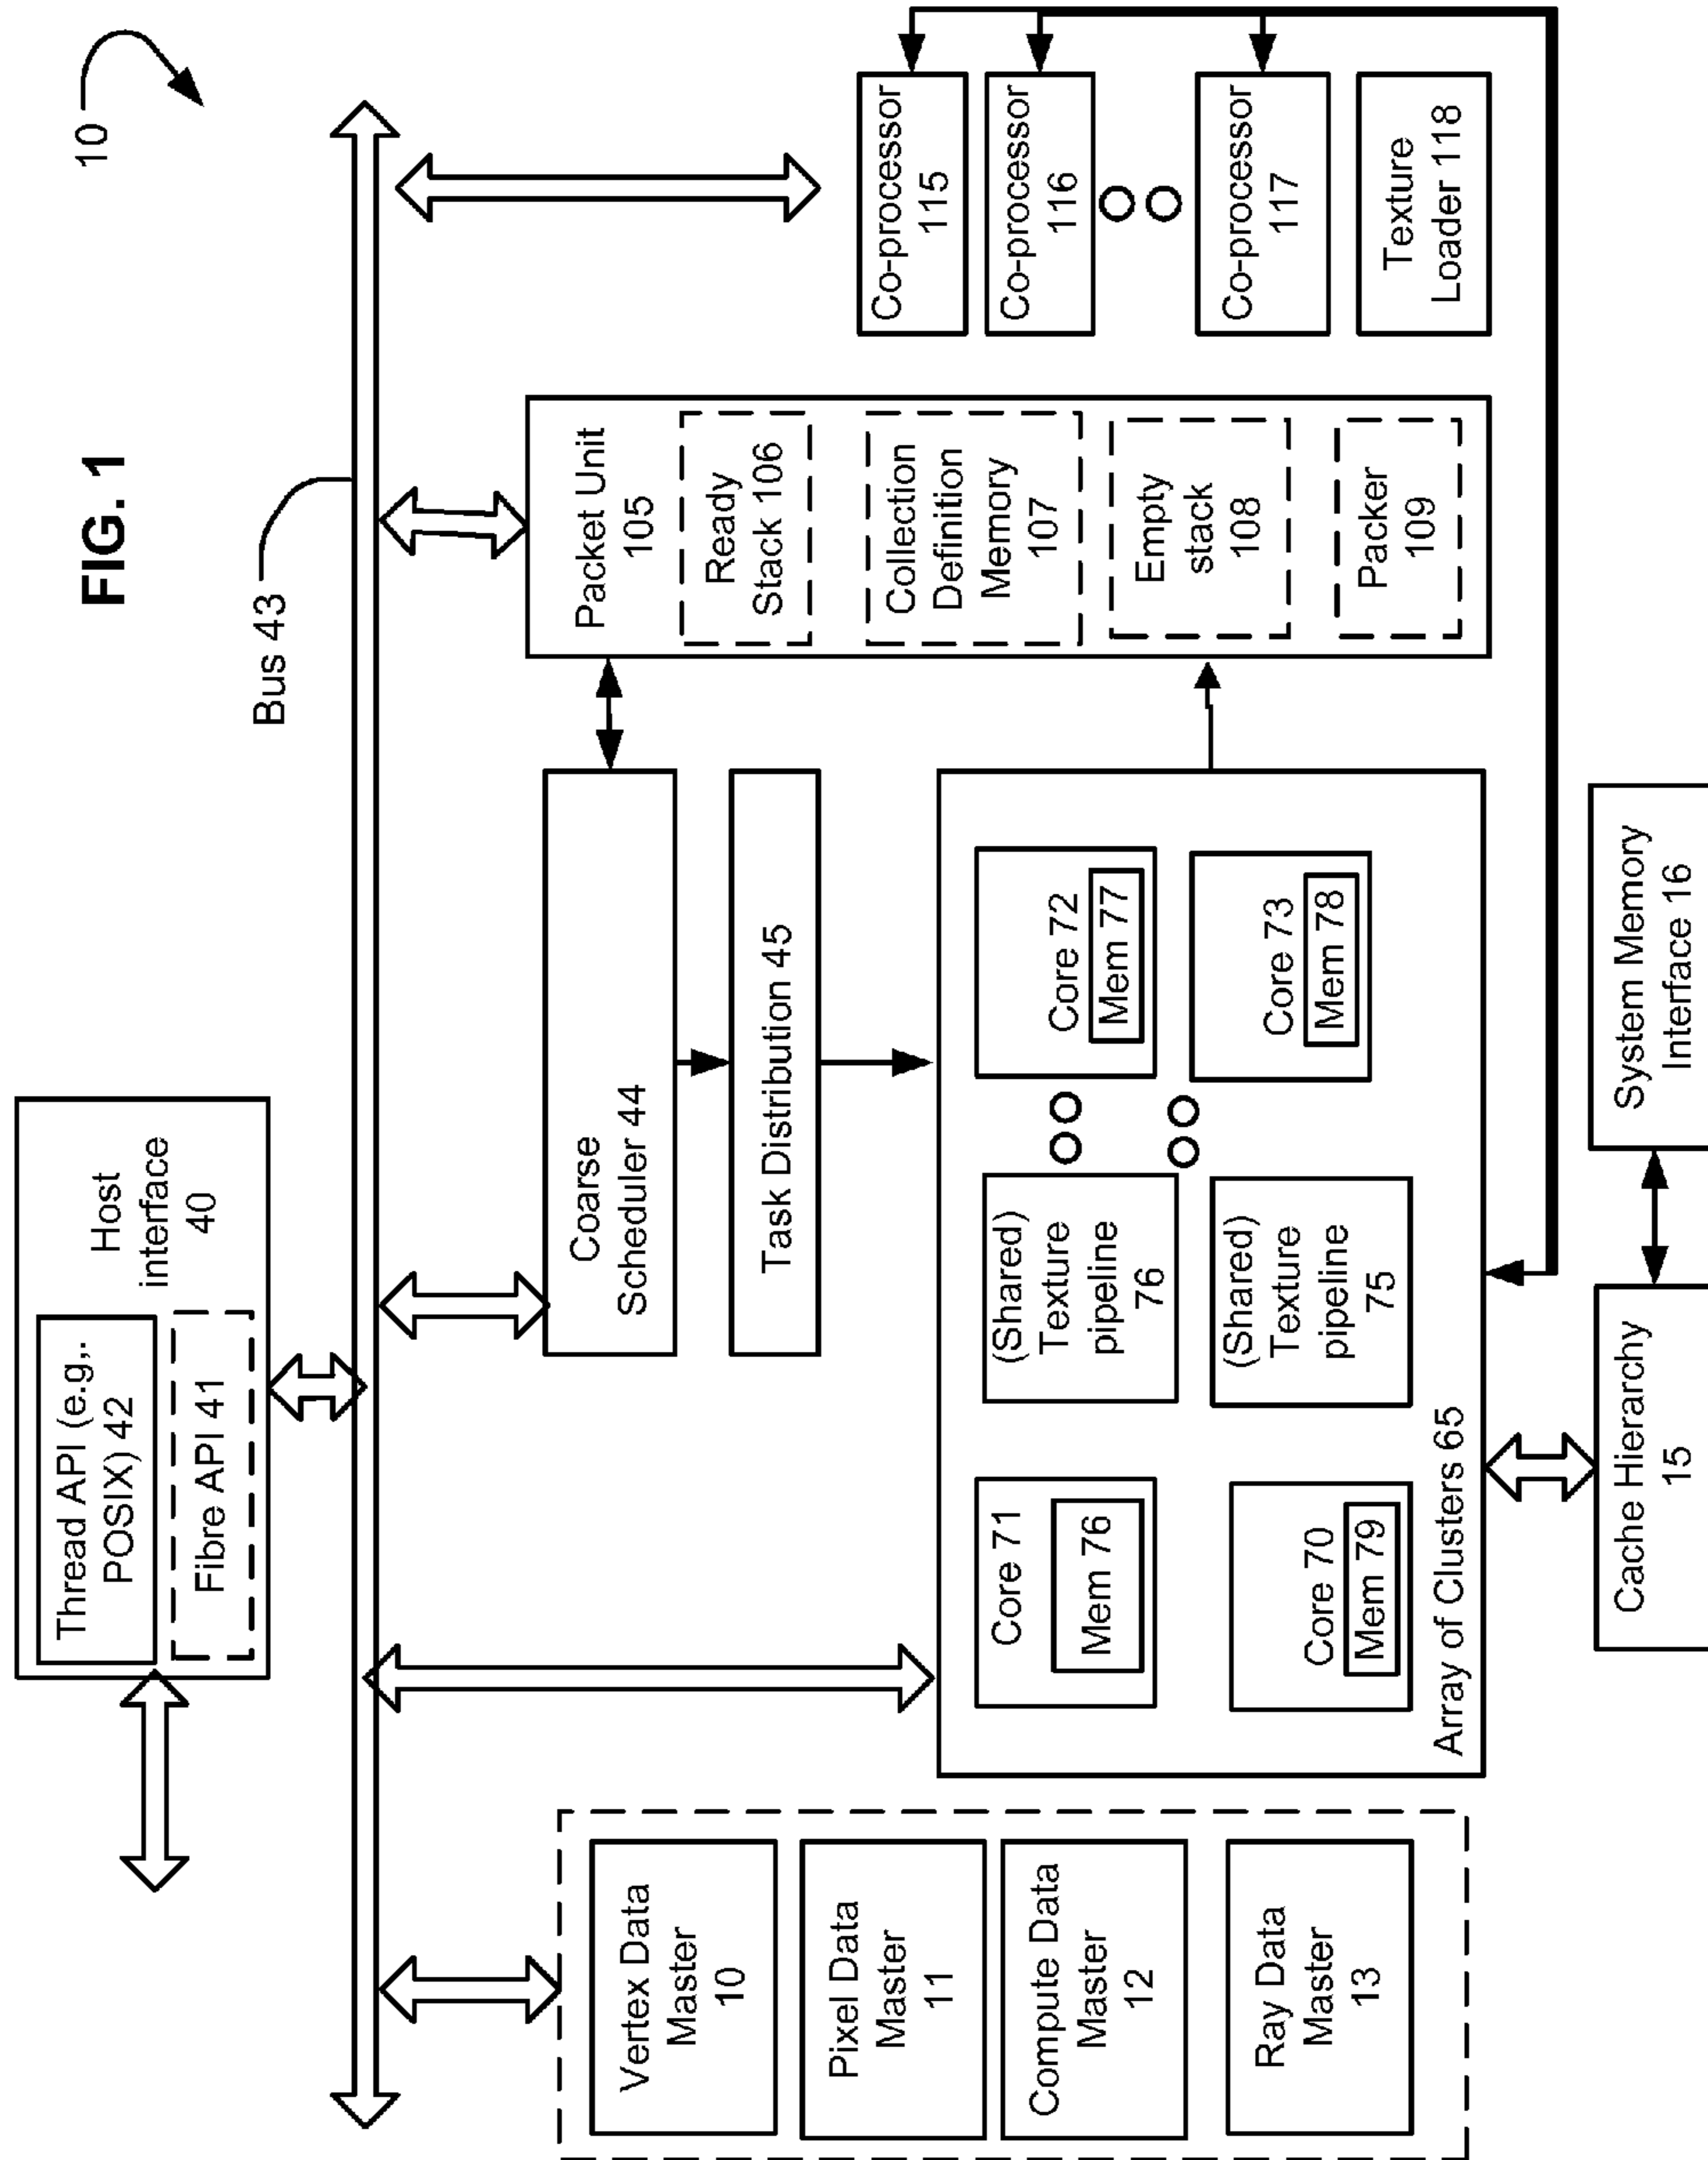 FIG. 1
10
Thread API (e.g,.
POSIX) 42
Fibre API 41
Host
interface
40
Bus 43
Vertex Data
Master
10
Pixel Data
Master
11
Compute Data
Master
12
Ray Data
Master
13
Coarse
Scheduler 44
Task Distribution 45
Core 71
Mem 76
(Shared)
Texture
pipeline
76
Core 72
Mem 77
Core 70
Mem 79
(Shared)
Texture
pipeline
75
Core 73
Mem 78
Array of Clusters 65
Packet Unit
105
Ready
Stack 106
Collection
Definition
Memory
107
Empty
stack
108
Packer
109
Co-processor
115
Co-processor
116
Co-processor
117
Texture
Loader 118
Cache Hierarchy
15
System Memory
Interface 16